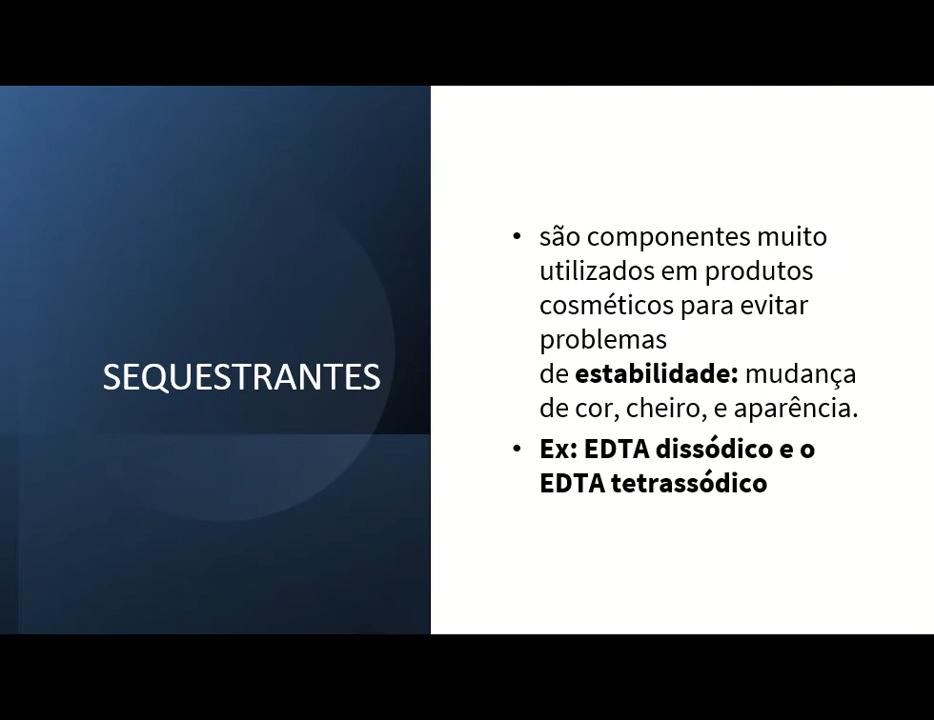 SEQUESTRANTES
• são componentes muito
utilizados em produtos
cosméticos para evitar
problemas
de estabilidade: mudança
de cor, cheiro, e aparência.
• Ex: EDTA dissódico e o
EDTA tetrassódico